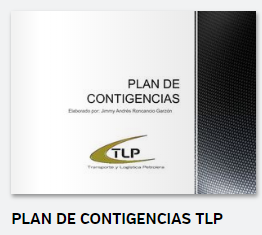 PLAN DE
CONTIGENCIAS
Elaborado por: Jimmy Andrés Roncancio Garzón
TLP
Transporte y Logística Petrolera
PLAN DE CONTIGENCIAS TLP